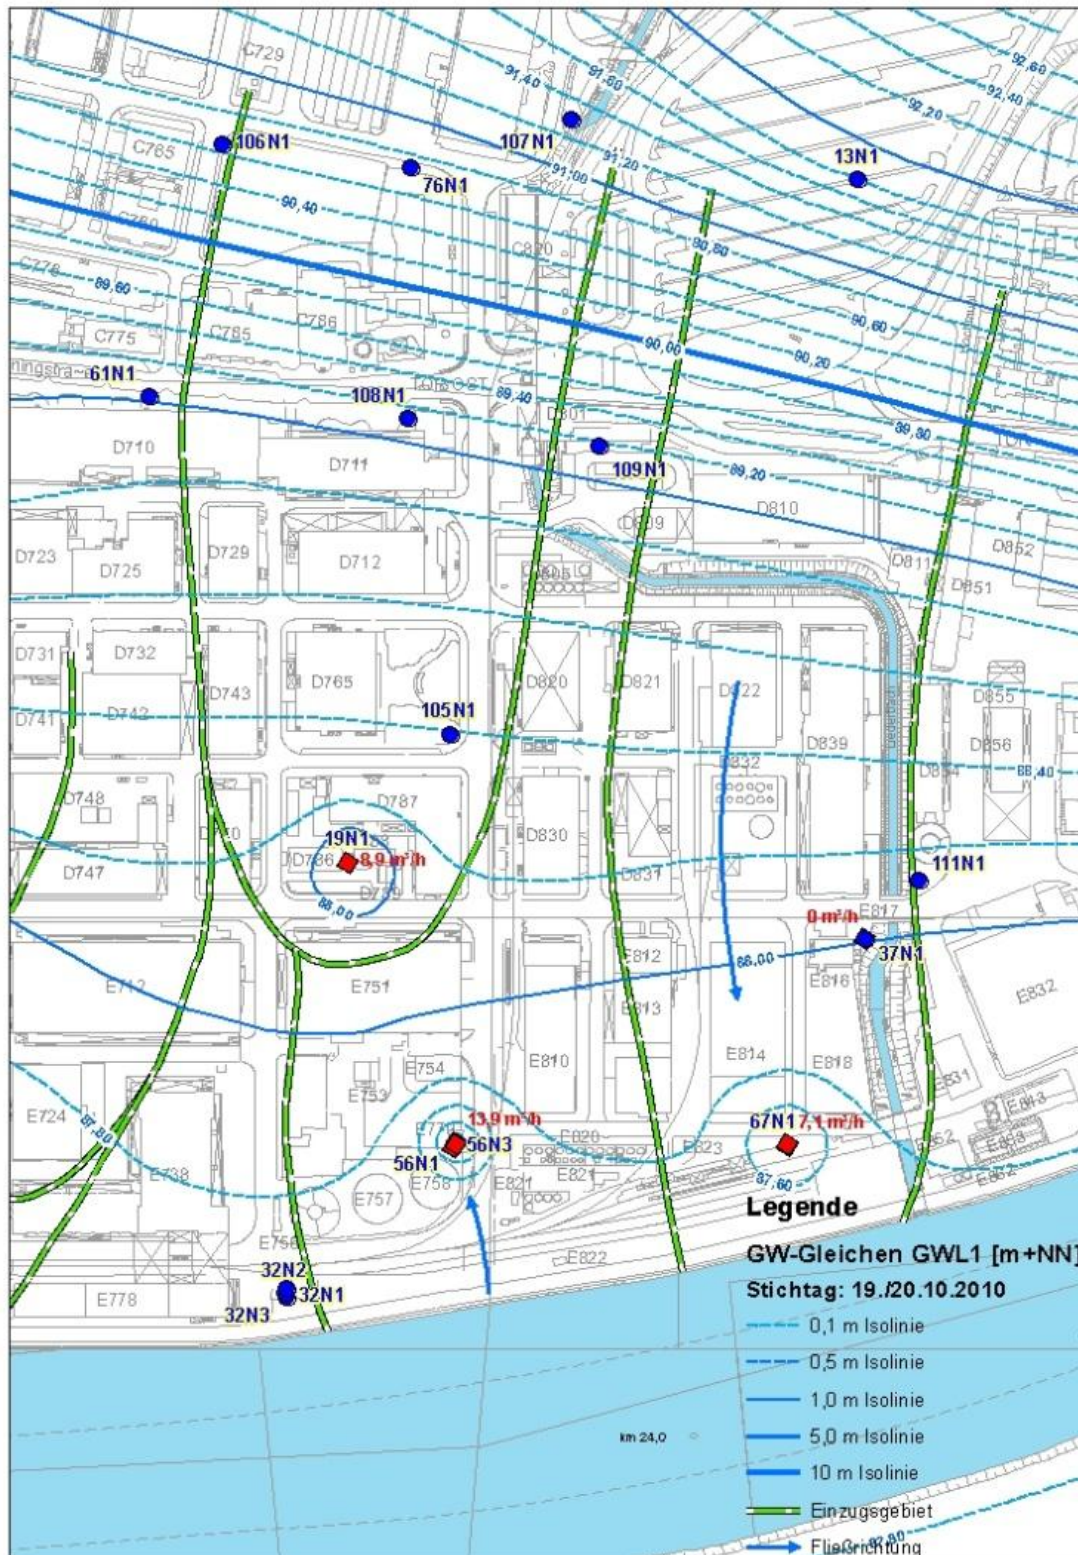 C729
91,40
91,60
92,60
92,40
92,20
C765
106N1
76N1
107N1
91,20
91,00
13N1
90,40
C820
90,80
C778
89,60
C786
C775
C785
90,60
90,00
90,20
61N1
108N1
89,40
D801
89,80
D710
D711
109N1
89,20
D810
D809
D723
D725
D729
D712
D811
D852
D851
D805
D731
D732
D743
D765
D820
D821
D822
D741
D742
105N1
D839
D855
D856
D832
88,40
D748
D787
D747
19N1
8,9 m³/h
D786
D739
88,00
D830
D831
111N1
0 m³/h
E817
37N1
E712
E751
E812
88,00
E816
E832
E813
E810
E814
E818
E831
E754
E753
87,80
E724
E738
13,9 m³/h
56N3
56N1
E758
E757
E820
E821
E821
E823
67N1
7,1 m³/h
87,60
E843
E756
E822
32N2
32N1
32N3
E778
Legende
GW-Gleichen GWL1 [m+NN]
Stichtag: 19./20.10.2010
0,1 m Isolinie
0,5 m Isolinie
1,0 m Isolinie
5,0 m Isolinie
10 m Isolinie
Einzugsgebiet
Fließrichtung
km 24,0